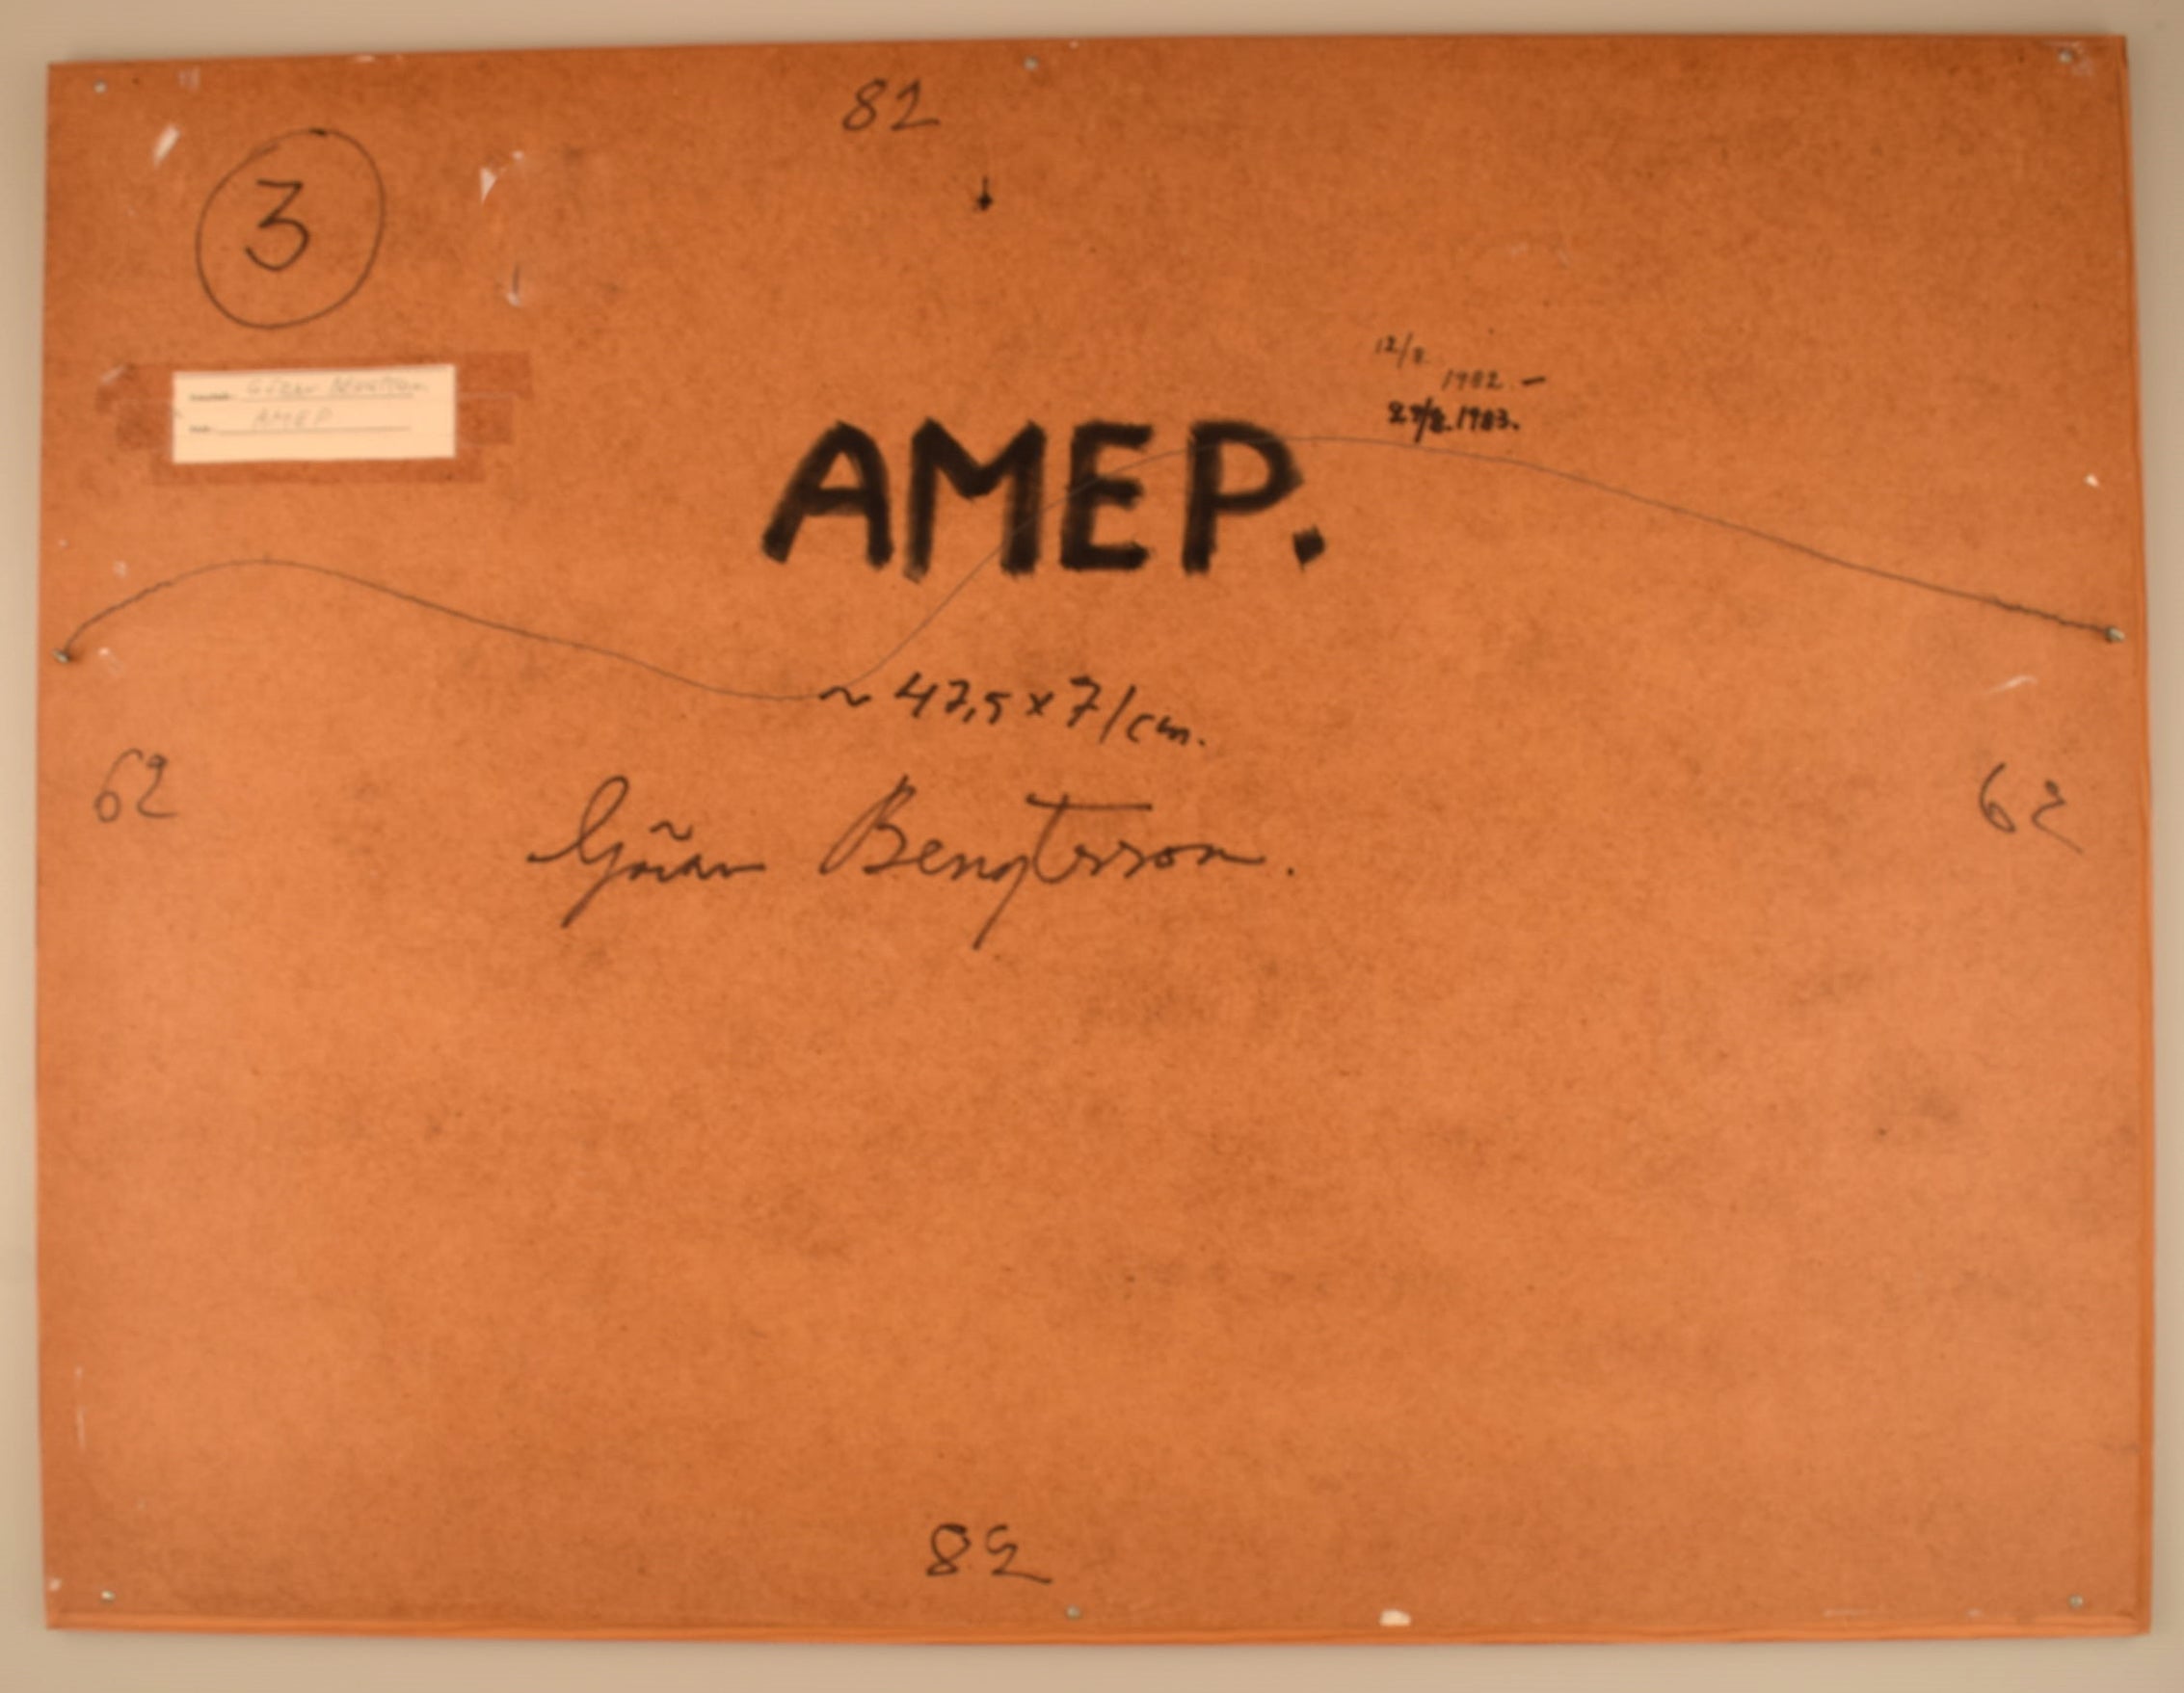 82
3
12/8
1982 –
27/8.1983.
Göran Bengtsson
AMEP
AMEP.
~ 47,5 x 71 cm.
62
62
Göran Bengtsson.
82